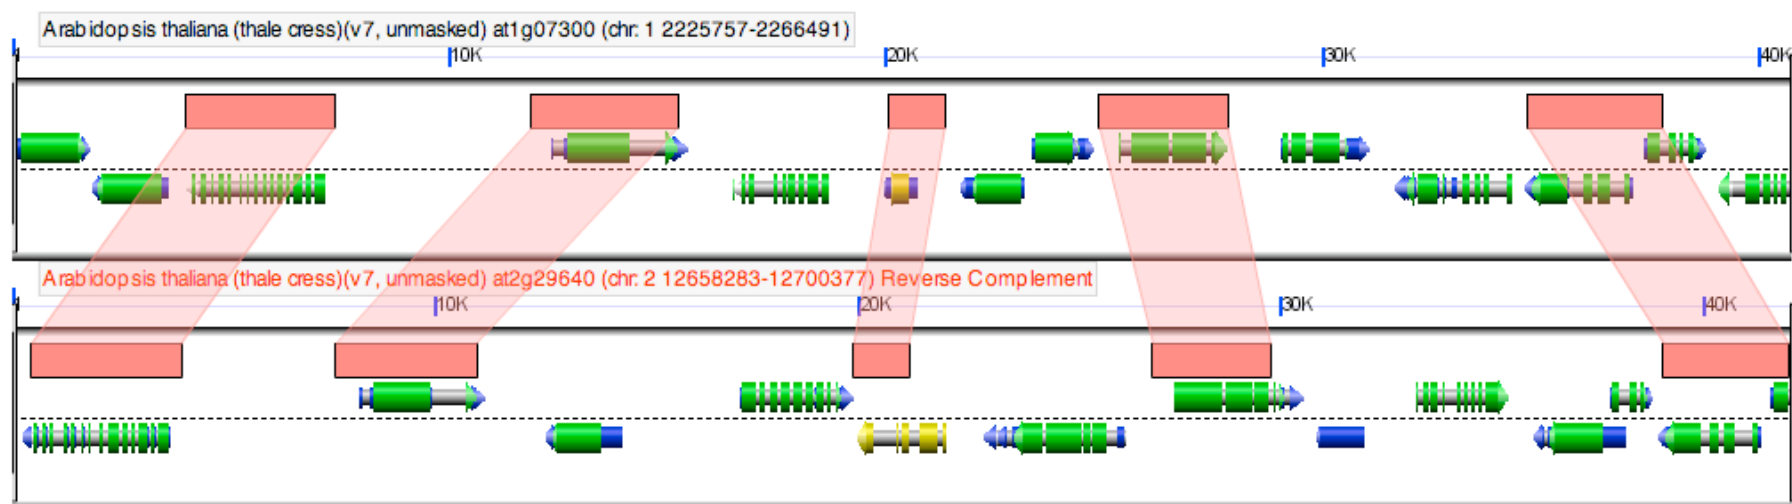 Arabidopsis thaliana (thale cress)(v7, unmasked) at1g07300 (chr: 1 2225757-2266491)
10K 20K 30K 40K
Arabidopsis thaliana (thale cress)(v7, unmasked) at2g29640 (chr: 2 12658283-12700377) Reverse Complement
10K 20K 30K 40K